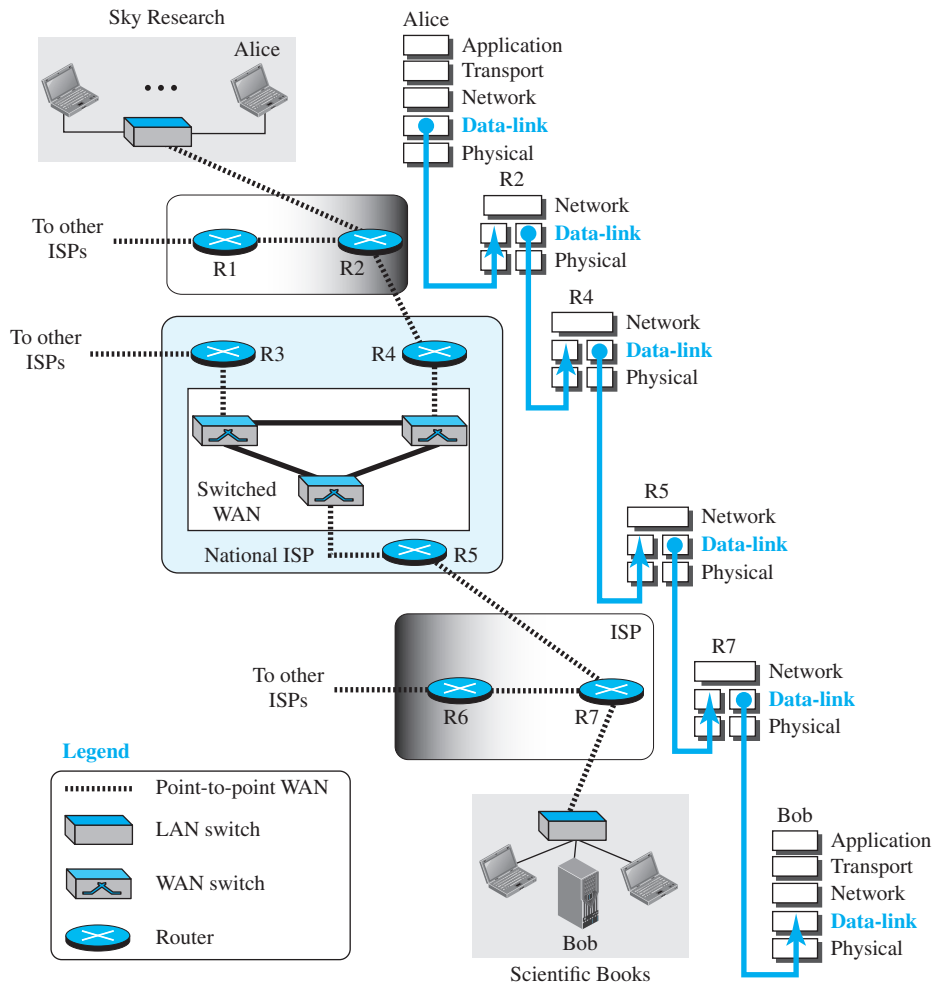 Sky Research
Alice
To other
ISPs
R1
R2
To other
ISPs
R3
R4
Switched
WAN
National ISP
R5
ISP
To other
ISPs
R6
R7
Bob
Scientific Books
Alice
Application
Transport
Network
Data-link
Physical
R2
Network
Data-link
Physical
R4
Network
Data-link
Physical
R5
Network
Data-link
Physical
R7
Network
Data-link
Physical
Bob
Application
Transport
Network
Data-link
Physical
Legend
Point-to-point WAN
LAN switch
WAN switch
Router